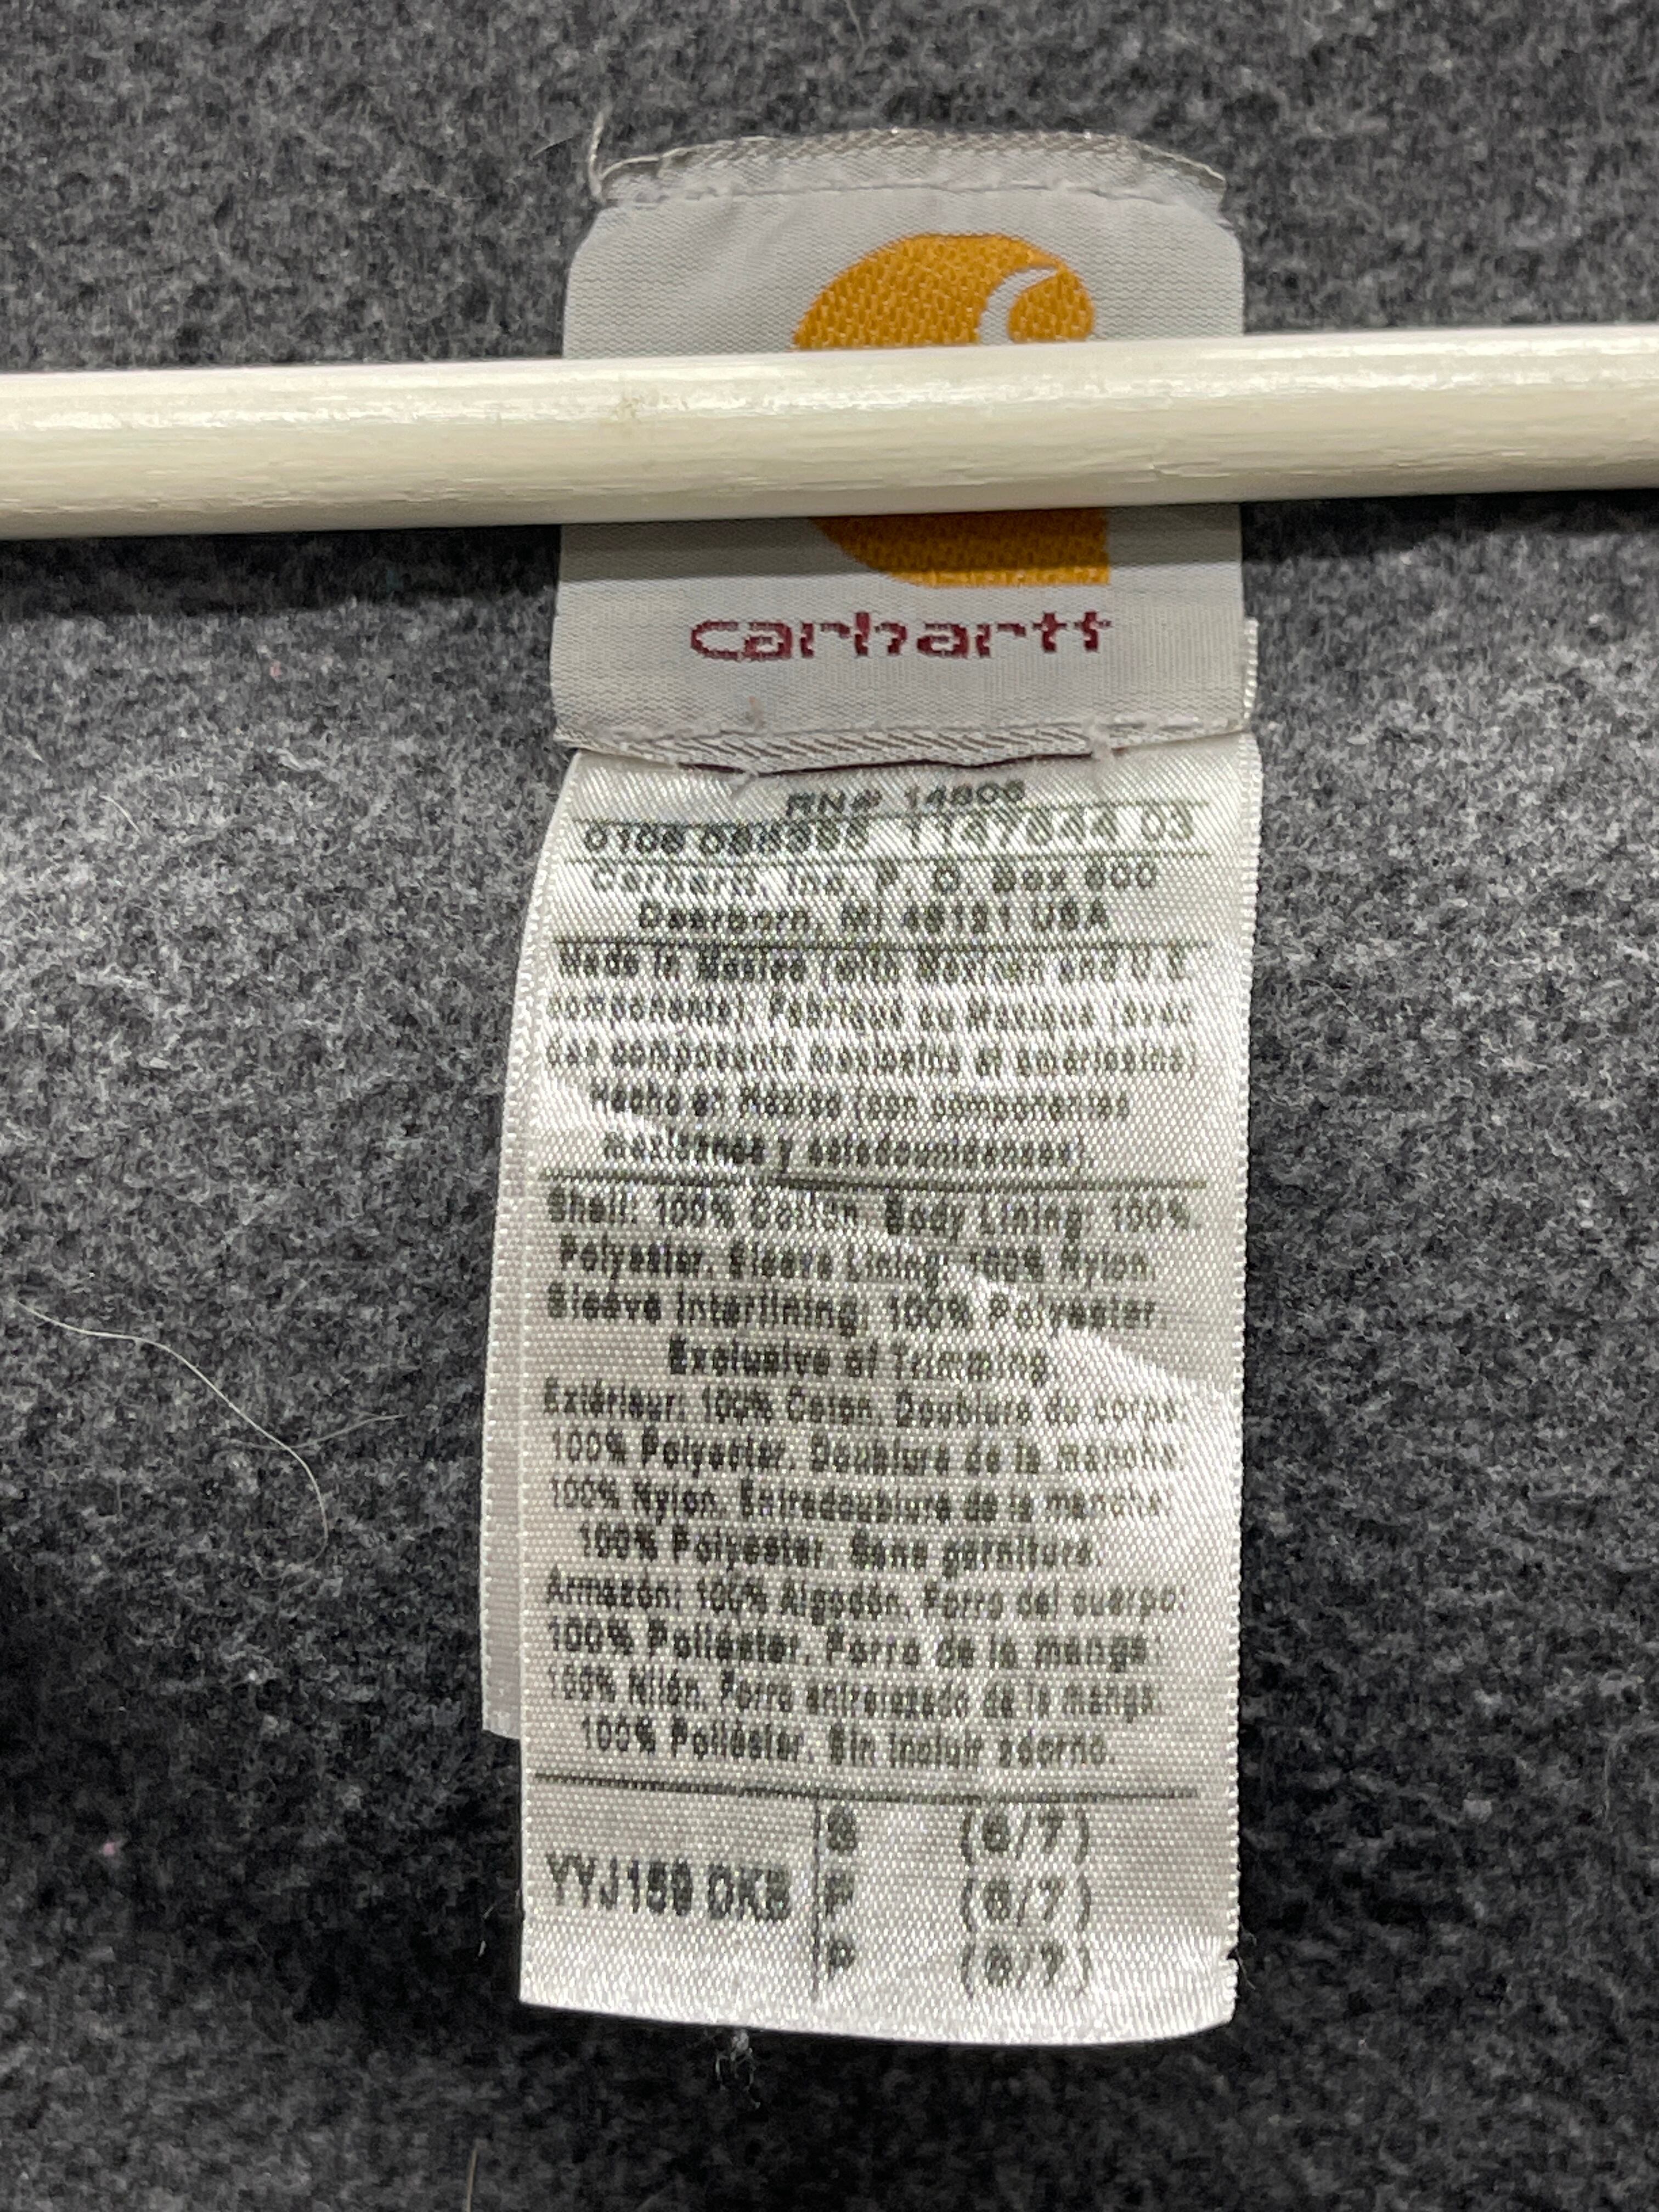 carhartt
RN# 14806
0106 1147644 03
Carhartt, Inc. P. O. Box 600
Dearborn, MI 48121 USA
Made in Mexico (with Mexican and U.S.
components). Fabriqué au Mexique (avec
des composants mexicains et américains)
Hecho en México (con componentes
mexicanos y estadounidenses).
Shell: 100% Cotton. Body Lining: 100%
Polyester. Sleeve Lining: 100% Nylon.
Sleeve Interlining: 100% Polyester.
Exclusive of Trimming
Extérieur: 100% Coton. Doublure du corps:
100% Polyester. Doublure de la manche:
100% Nylon. Entredoublure de la manche:
100% Polyester. Sans garniture.
Armazón: 100% Algodón. Forro del cuerpo:
100% Poliéster. Forro de la manga:
100% Nilón. Forro entrelazado de la manga:
100% Poliéster. Sin incluir adorno.
S (6/7)
YYJ159 DKB P (6/7)
P (6/7)